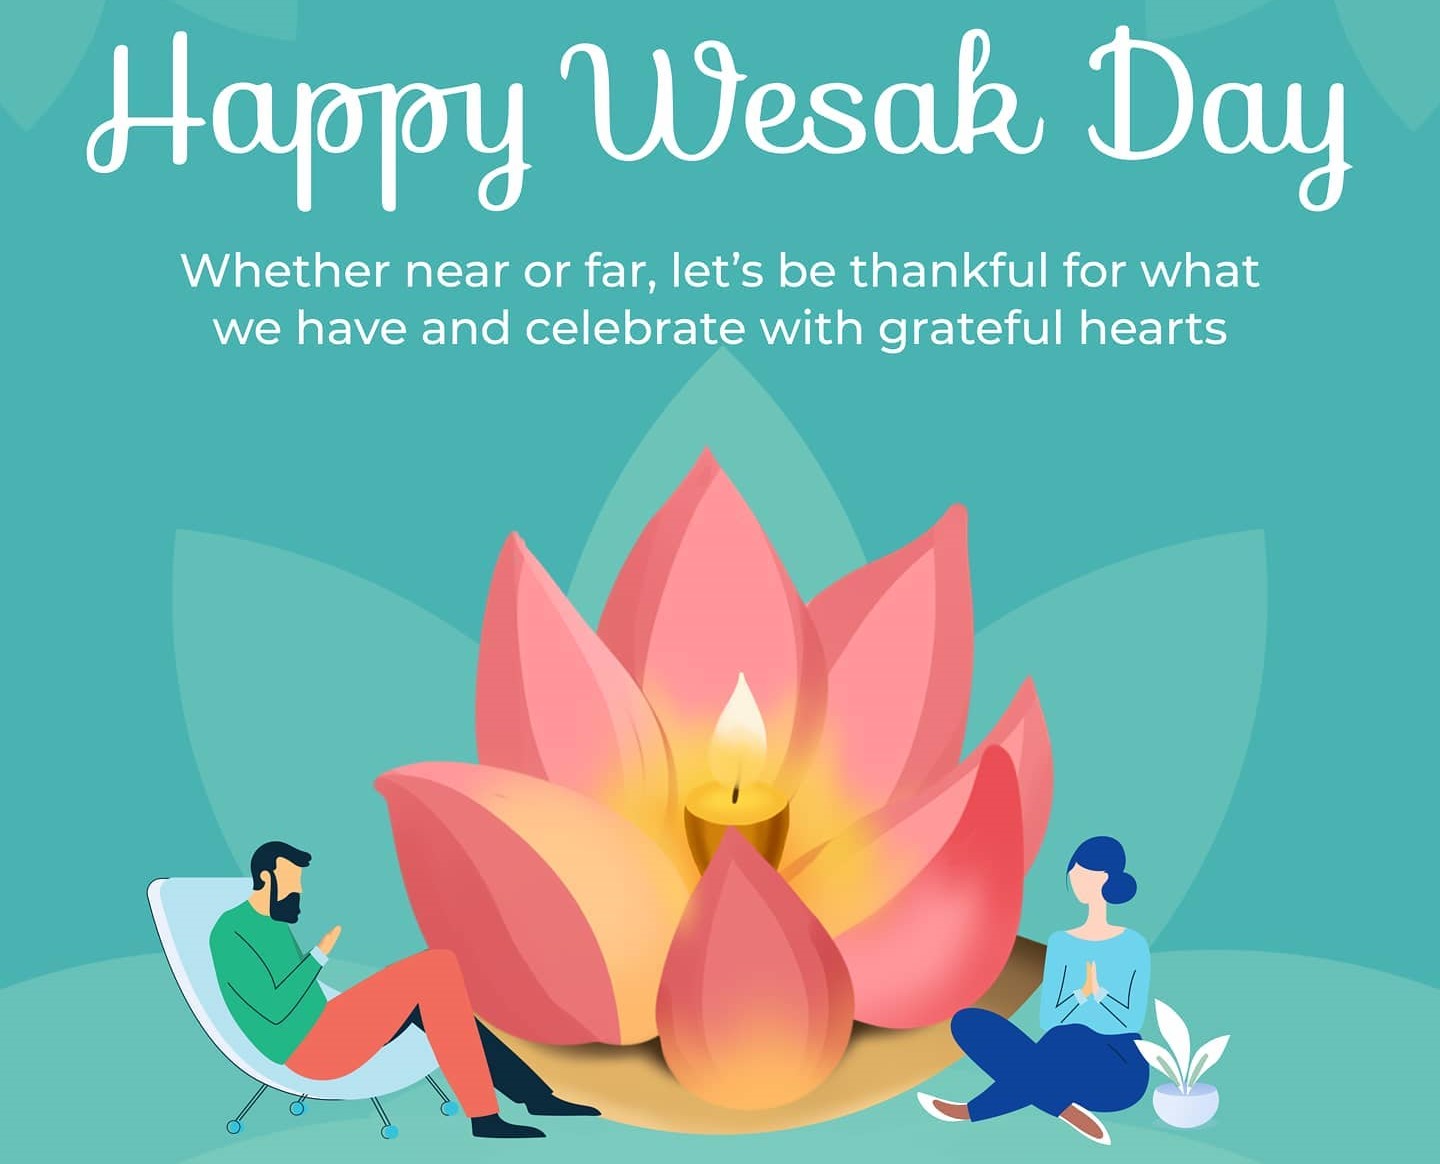 Happy Wesak Day
Whether near or far, let’s be thankful for what
we have and celebrate with grateful hearts